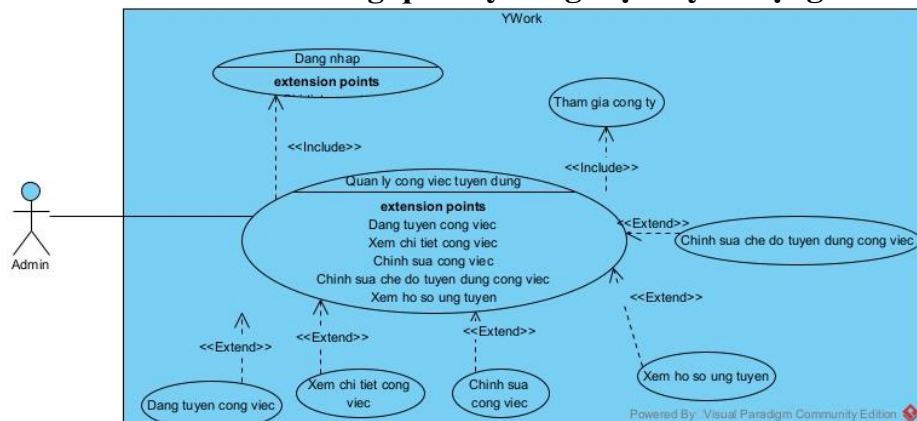 YWork
Dang nhap
extension points
Tham gia cong ty
<<Include>>
<<Include>>
Quan ly cong viec tuyen dung
extension points
Dang tuyen cong viec
Xem chi tiet cong viec
Chinh sua cong viec
Chinh sua che do tuyen dung cong viec
Xem ho so ung tuyen
<<Extend>>
Chinh sua che do tuyen dung cong viec
Admin
<<Extend>>
<<Extend>>
<<Extend>>
<<Extend>>
Dang tuyen cong viec
Xem chi tiet cong
viec
Chinh sua
cong viec
Xem ho so ung tuyen
Powered By Visual Paradigm Community Edition